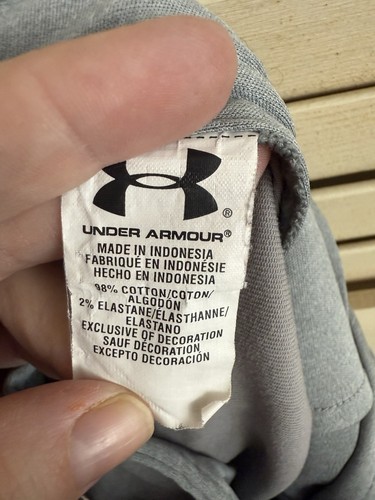 ®
UNDER ARMOUR®
MADE IN INDONESIA
FABRIQUÉ EN INDONÉSIE
HECHO EN INDONESIA
98% COTTON/COTON/
ALGODÓN
2% ELASTANE/ÉLASTHANNE/
ELASTANO
EXCLUSIVE OF DECORATION
SAUF DÉCORATION
EXCEPTO DECORACIÓN